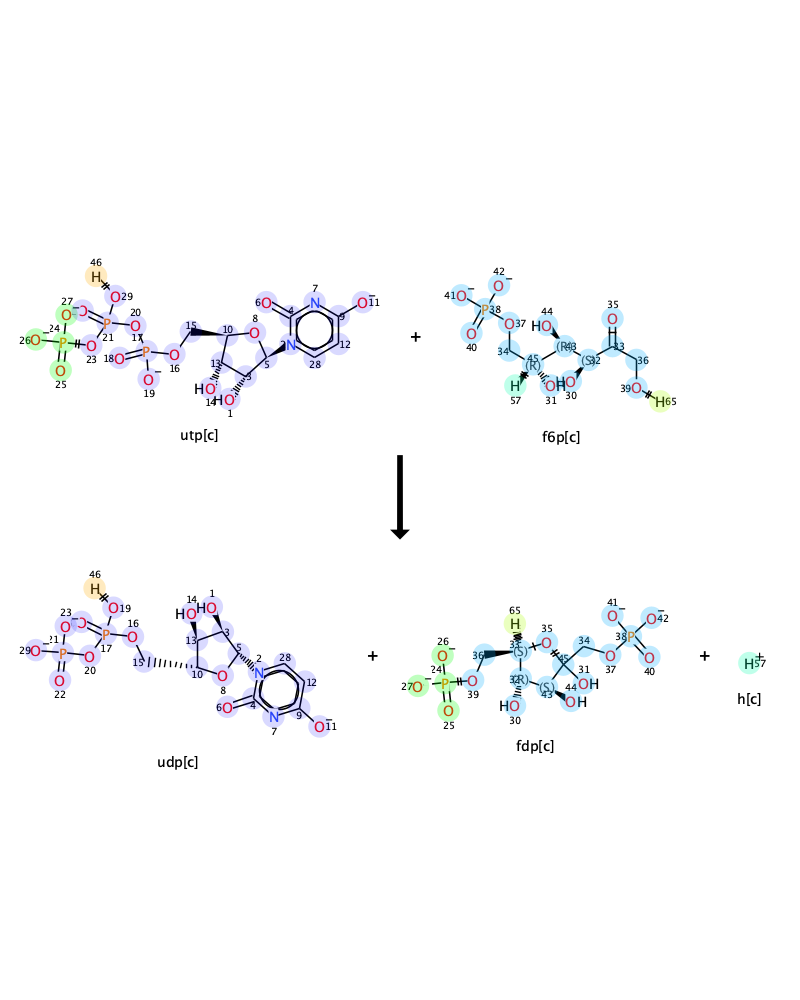 46
H
42
O −
27 O 29
41 O − 38 P
44
35 O
24 O − 21 P 20 O
17 P
15
10
8 O
6 O 4
7 N
9
O − 11
+
37 O
HO
26 O − P O 23
18 O 16 O
13
5
2 N
12
28
O 40
34
45 (R)
(R) 43
(S) 32
33
36
O 25
O − 19
HO 14
3
HO 1
H 57
OH 31
HO 30
39 O
H 65
utp[c]
f6p[c]
46
H
O 19
14 HO
1 HO
65
H
41 O −
O − 42
23 O −
17 P
16 O
13
3
26 O −
36
33 (S)
35 O
34
38 P
29 O − 21 P
O 20
15
10
5
2 N
28
+
24 P
45
O 37
O 40
+
H + 57
O 22
8 O
12
27 O −
O 39
32 (R)
(S) 43
31 OH
6 O 4
N 7
9
O − 11
O 25
HO 30
44 OH
h[c]
udp[c]
fdp[c]